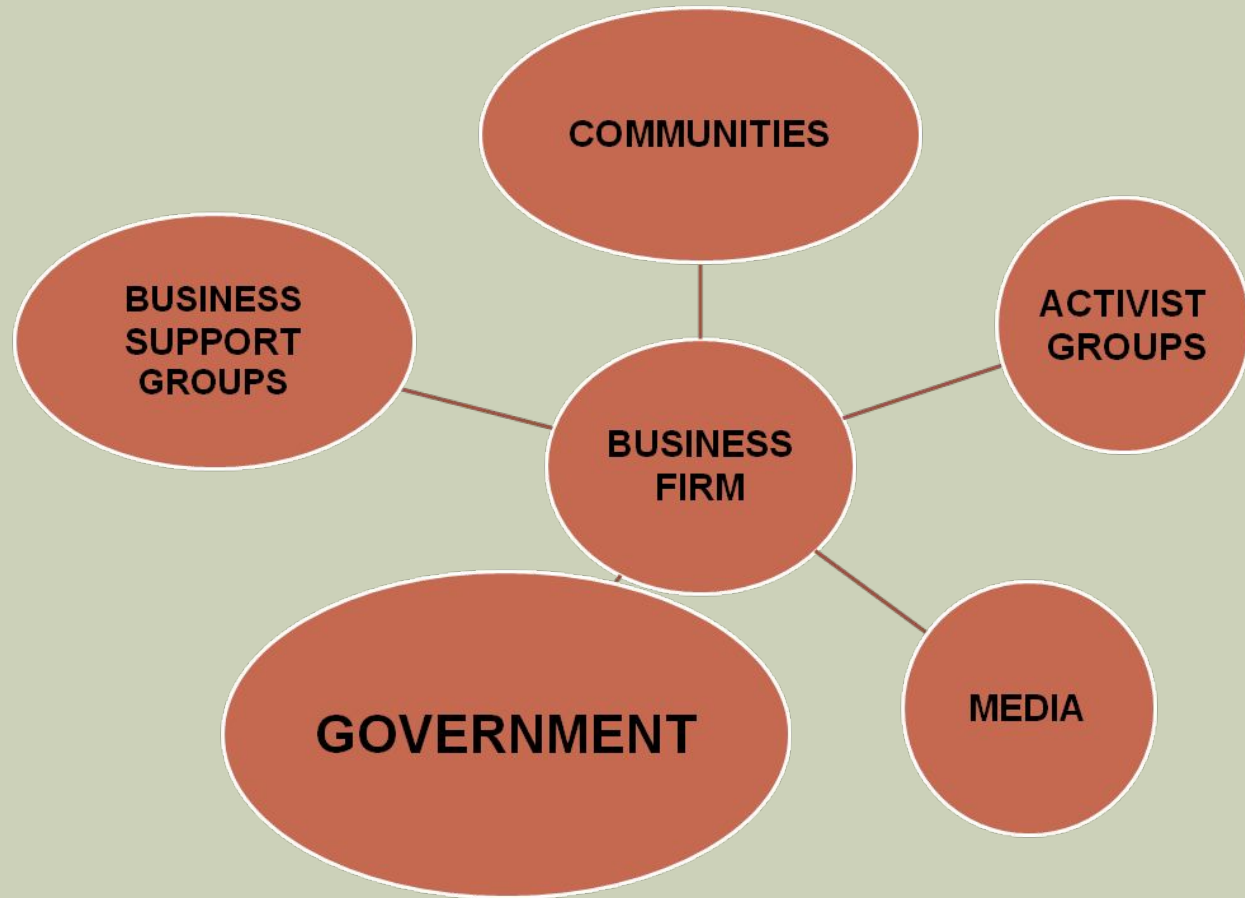 COMMUNITIES
BUSINESS
SUPPORT
GROUPS
ACTIVIST
GROUPS
BUSINESS
FIRM
GOVERNMENT
MEDIA